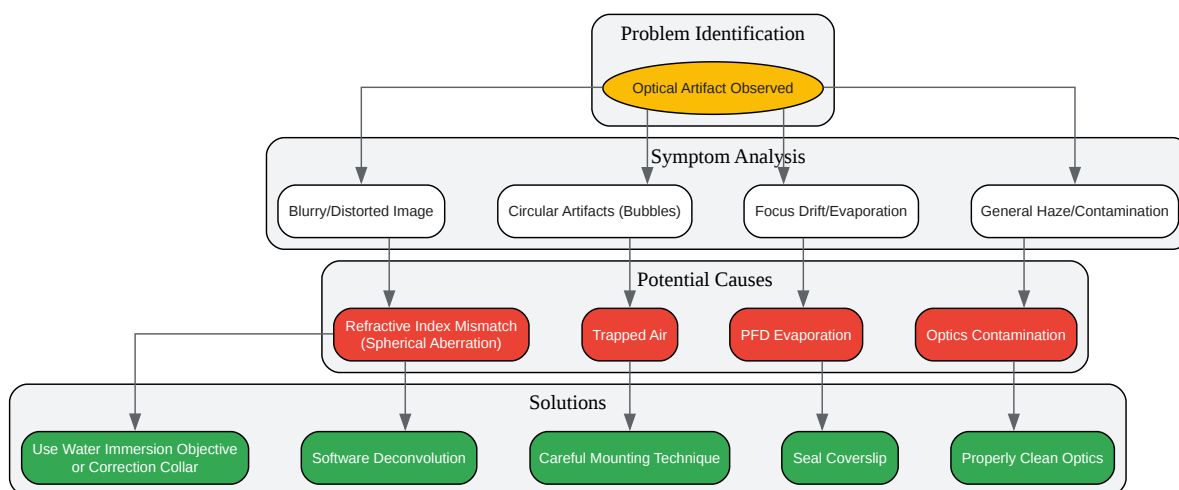 Problem Identification
Optical Artifact Observed
Symptom Analysis
Blurry/Distorted Image
Circular Artifacts (Bubbles)
Focus Drift/Evaporation
General Haze/Contamination
Potential Causes
Refractive Index Mismatch
(Spherical Aberration)
Trapped Air
PFD Evaporation
Optics Contamination
Solutions
Use Water Immersion Objective
or Correction Collar
Software Deconvolution
Careful Mounting Technique
Seal Coverslip
Properly Clean Optics